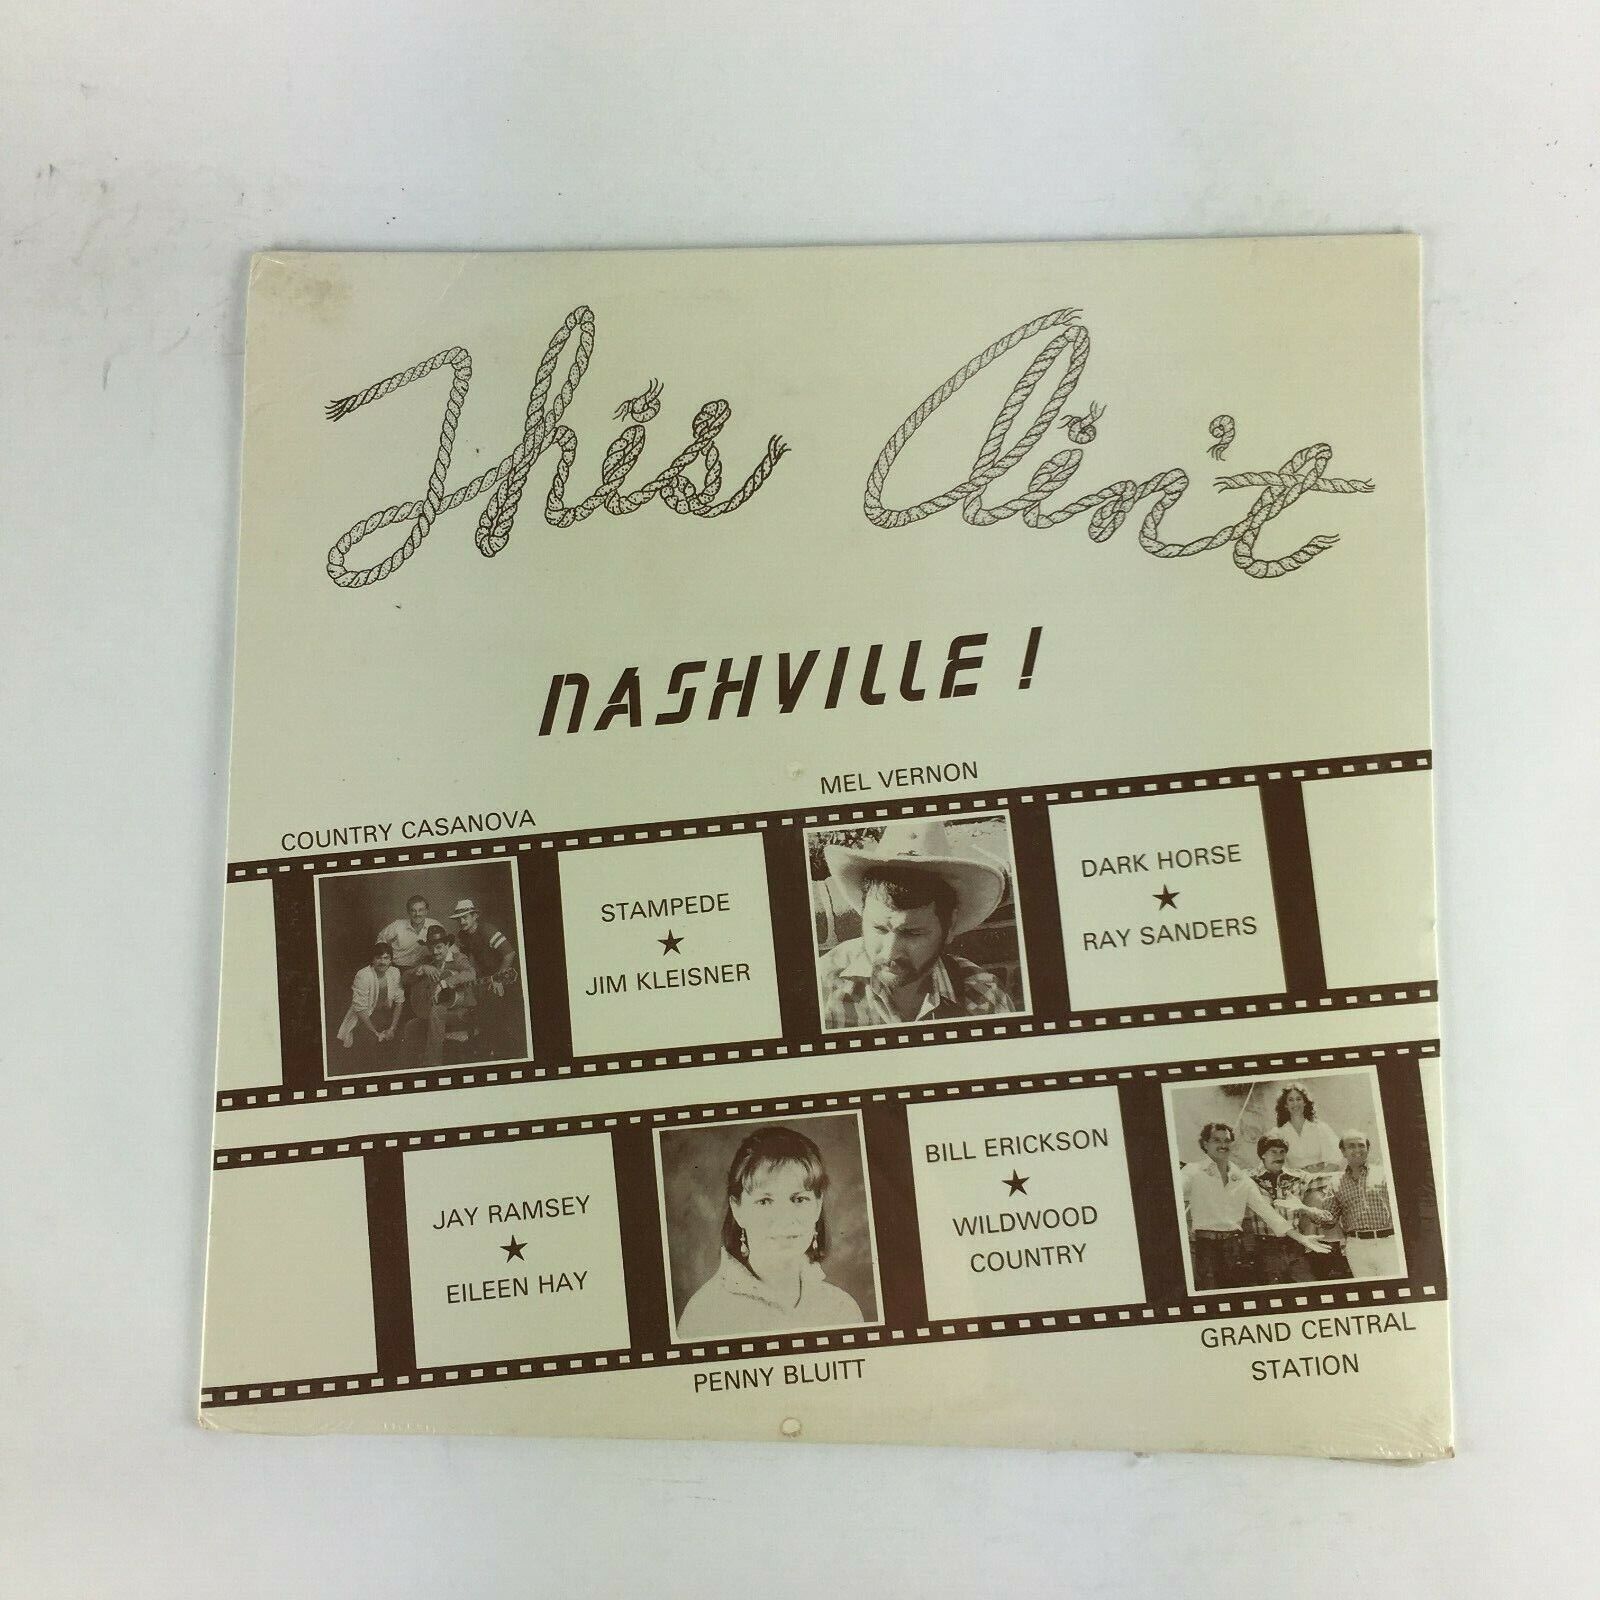 This Ain't
NASHVILLE!
MEL VERNON
COUNTRY CASANOVA
STAMPEDE
★
JIM KLEISNER
DARK HORSE
★
RAY SANDERS
JAY RAMSEY
★
EILEEN HAY
BILL ERICKSON
★
WILDWOOD
COUNTRY
PENNY BLUITT
GRAND CENTRAL
STATION